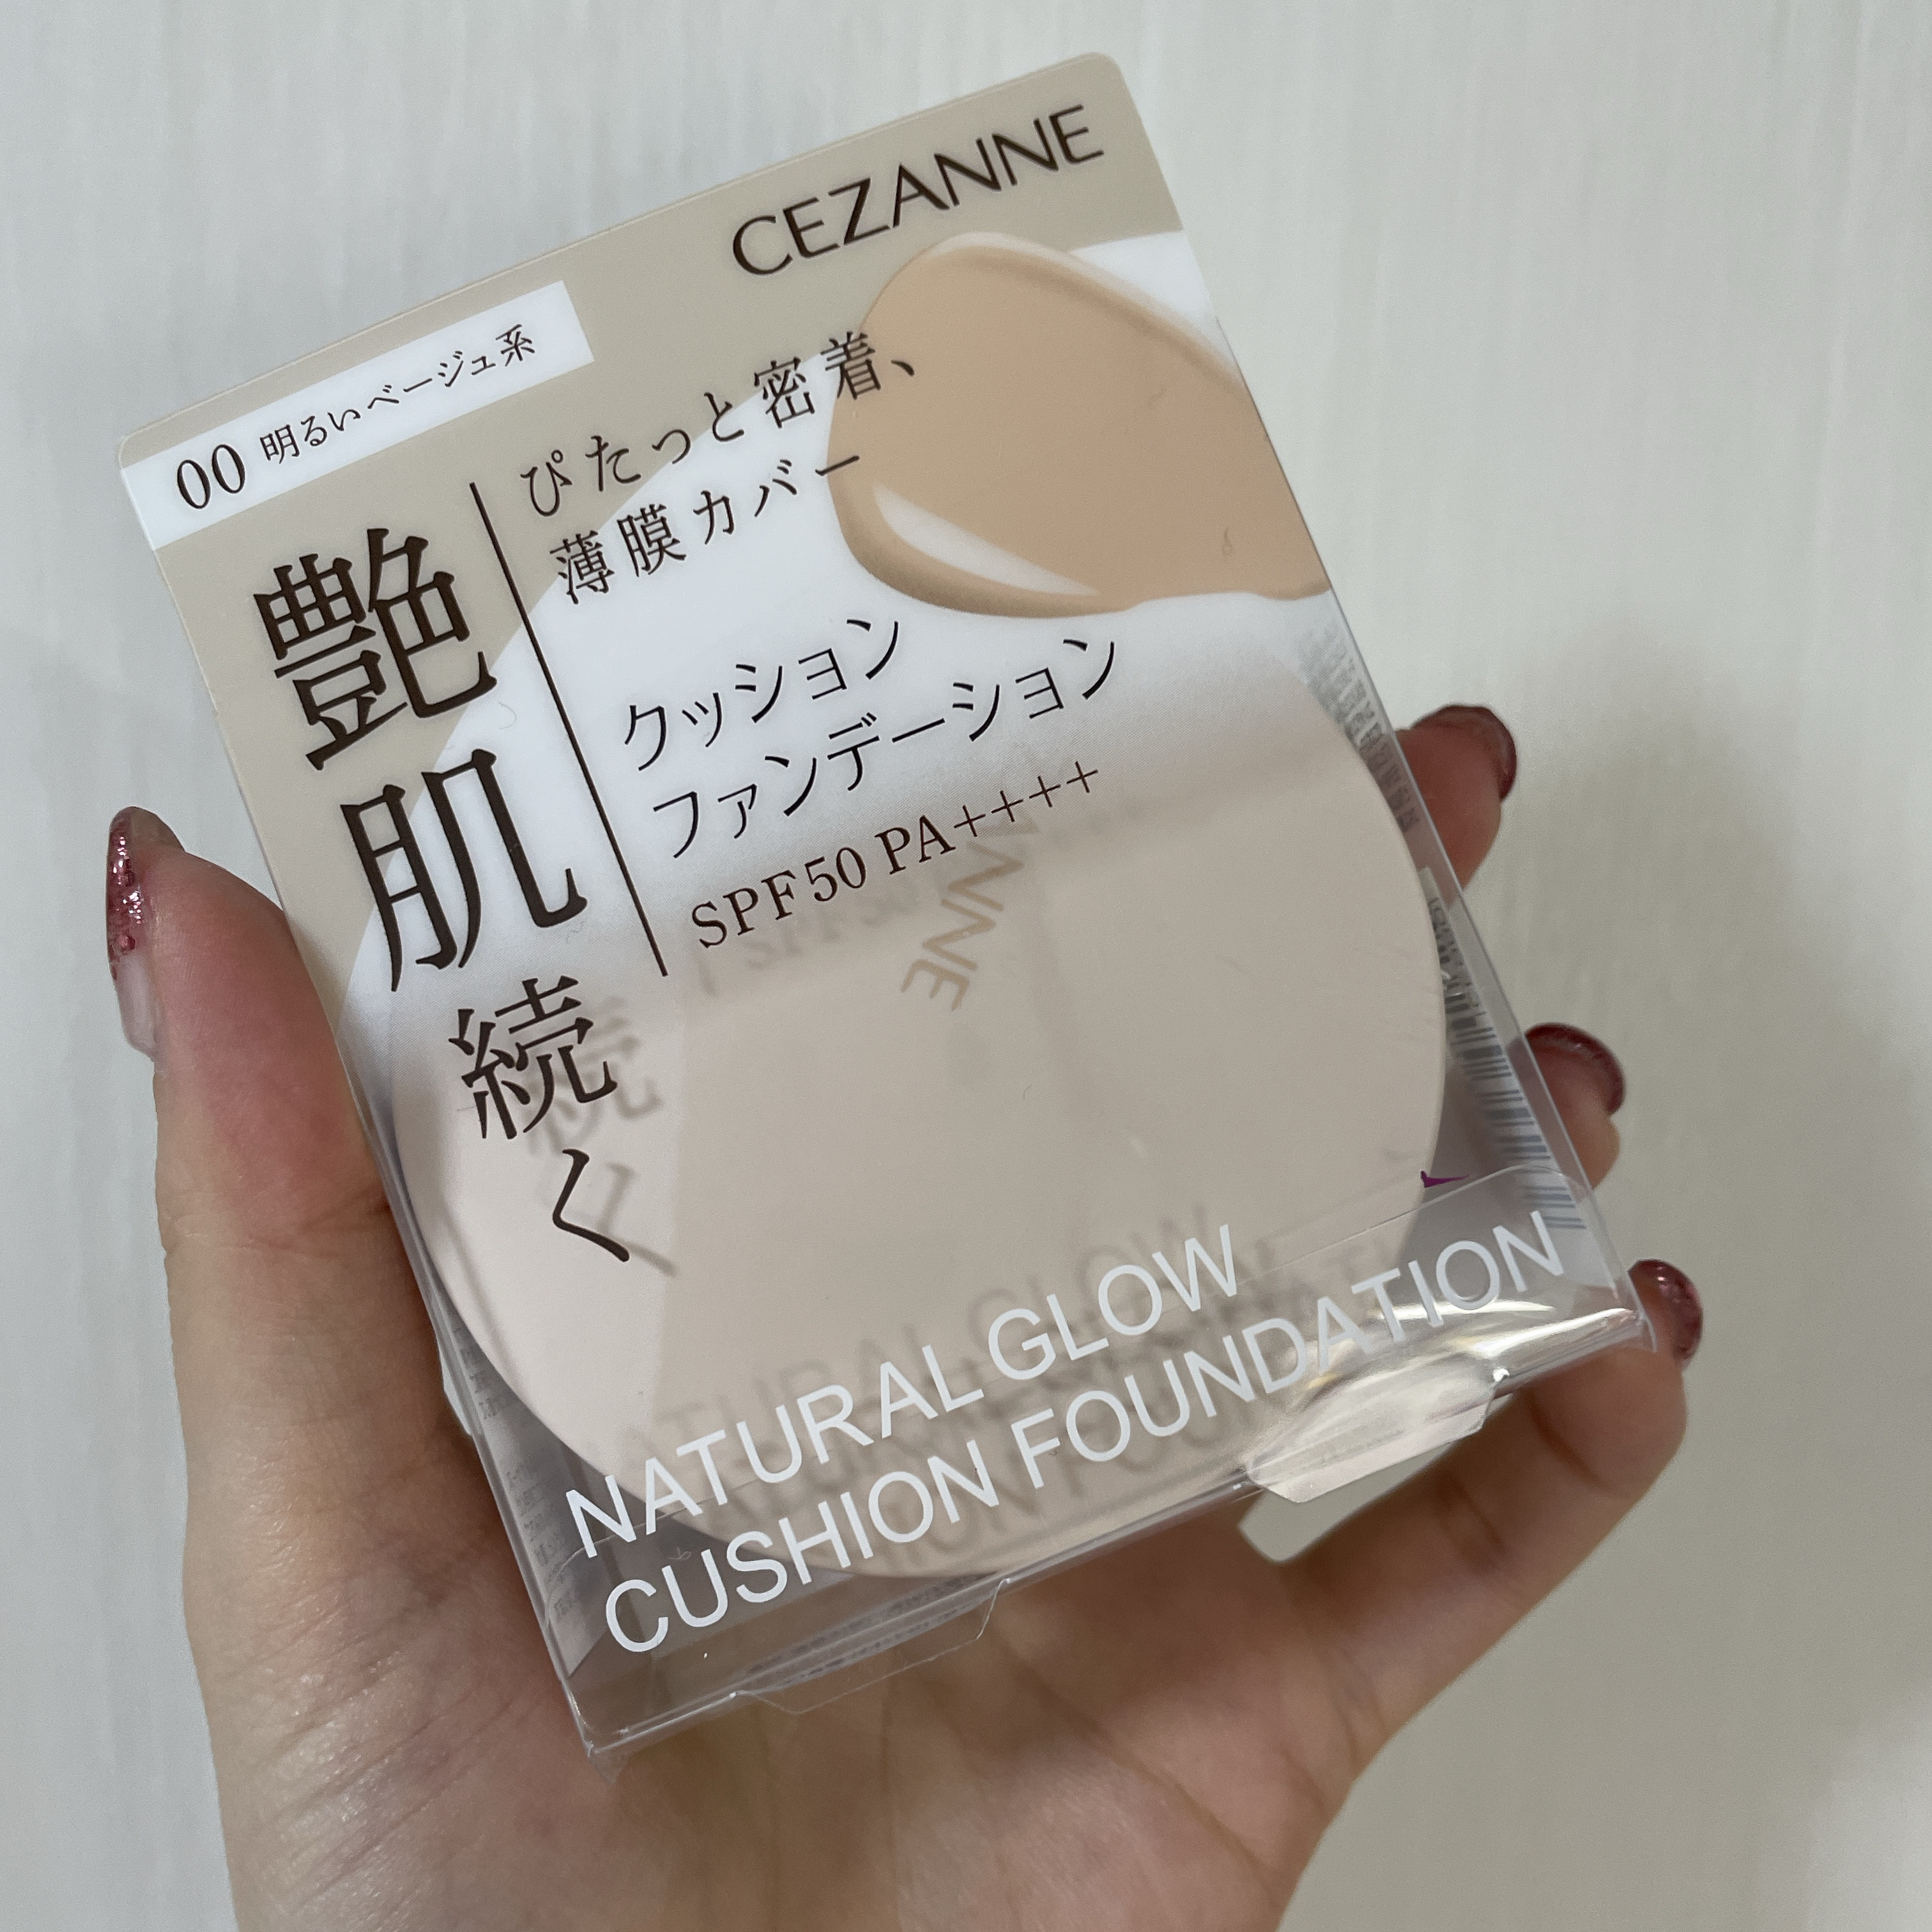 CEZANNE
00 明るいベージュ系
ぴたっと密着、
薄膜カバー
艶肌続く
クッション
ファンデーション
SPF50 PA++++
NATURAL GLOW
CUSHION FOUNDATION